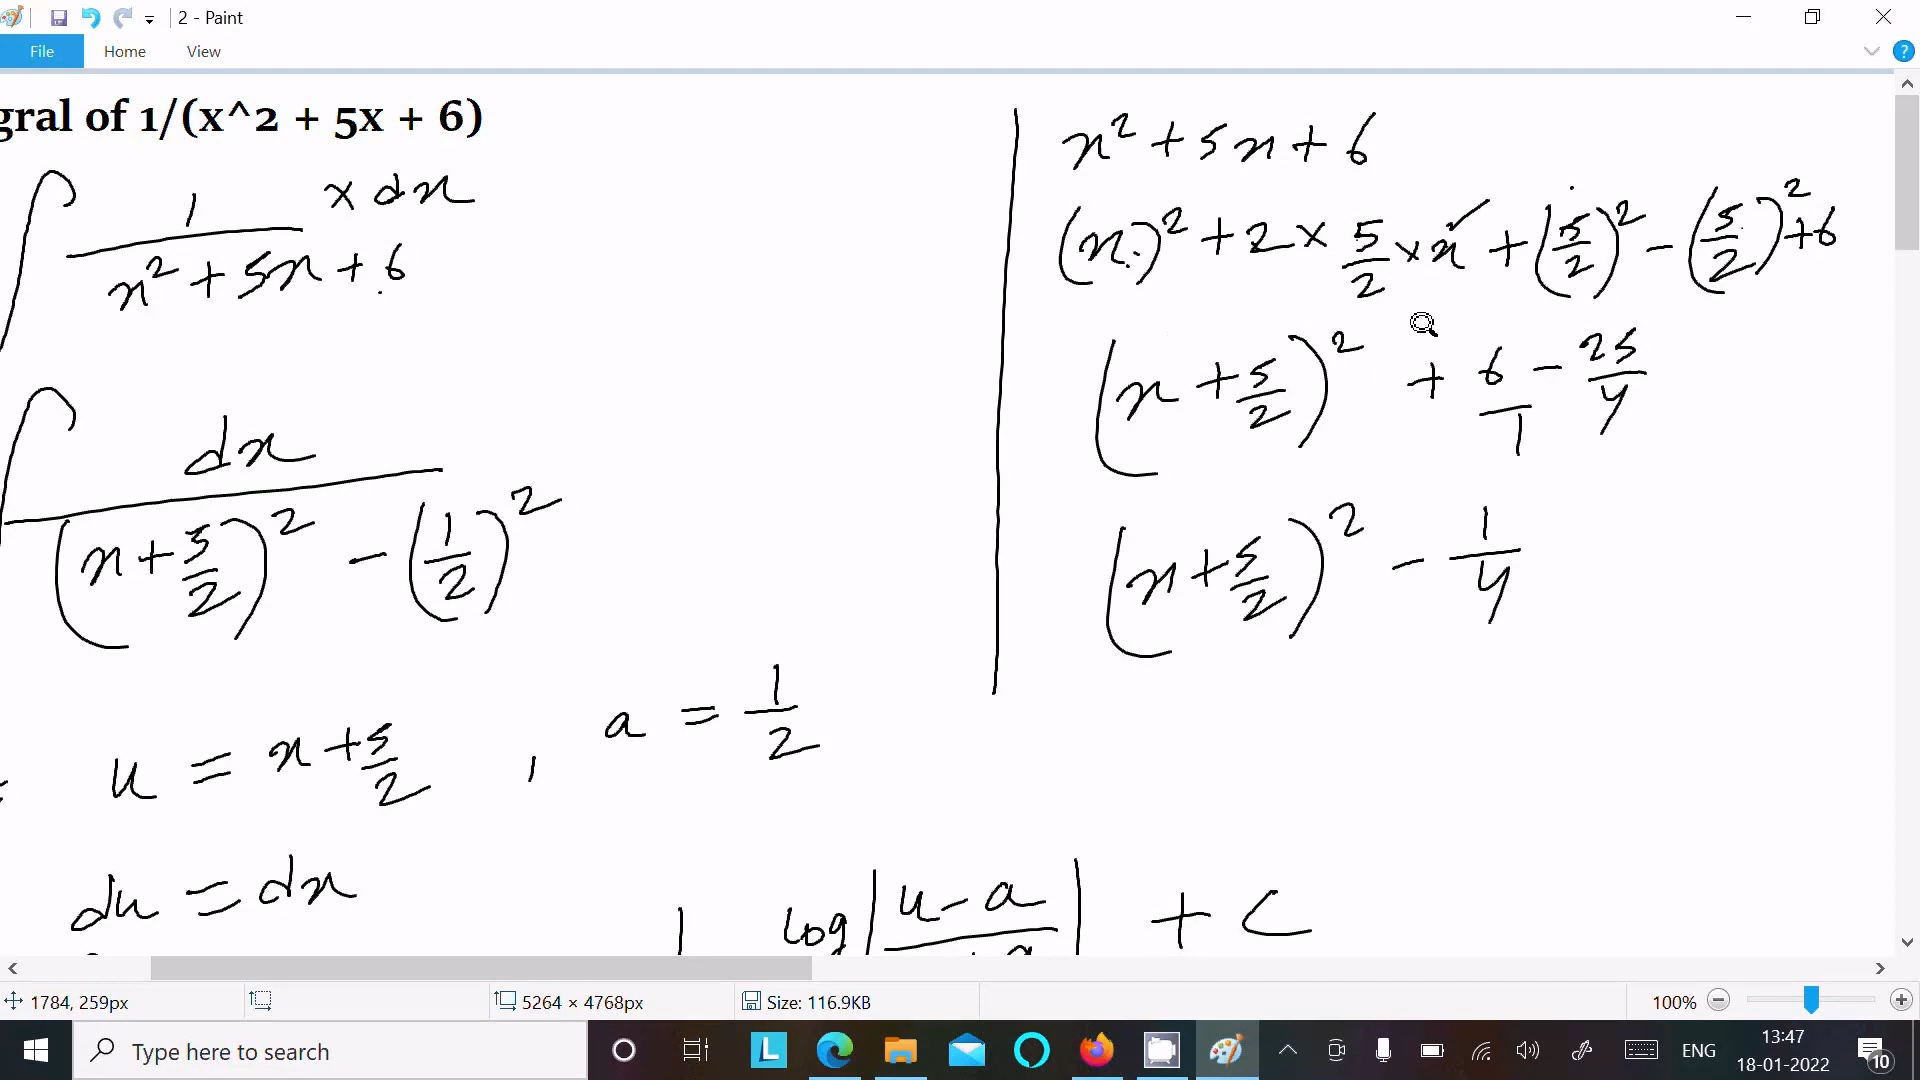 2 - Paint
File Home View
gral of 1/(x^2 + 5x + 6)
∫ 1/(x² + 5x + 6) × dx
∫ dx/((x + 5/2)² - (1/2)²)
u = x + 5/2 , a = 1/2
du = dx
log |u - a
+ C
x² + 5x + 6
(x)² + 2 × 5/2 × x + (5/2)² - (5/2)² + 6
(x + 5/2)² + 6/1 - 25/4
(x + 5/2)² - 1/4
1784, 259px 5264 × 4768px Size: 116.9KB 100%
Type here to search
L
ENG
13:47
18-01-2022
10